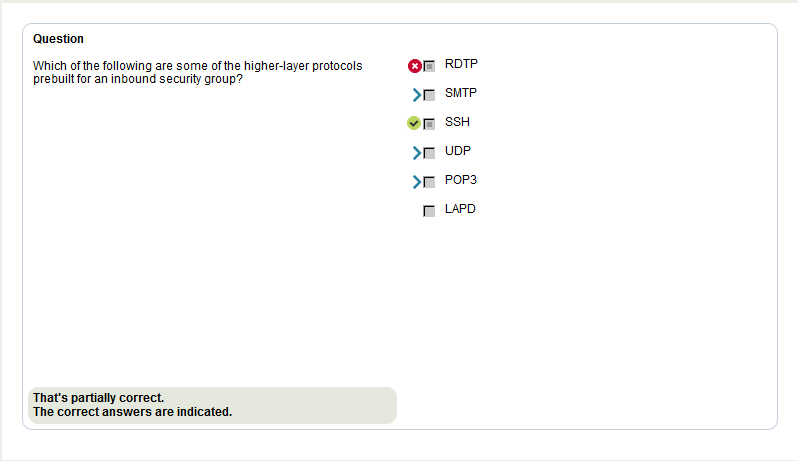 Question
Which of the following are some of the higher-layer protocols
prebuilt for an inbound security group?
RDTP
SMTP
SSH
UDP
POP3
LAPD
That's partially correct.
The correct answers are indicated.